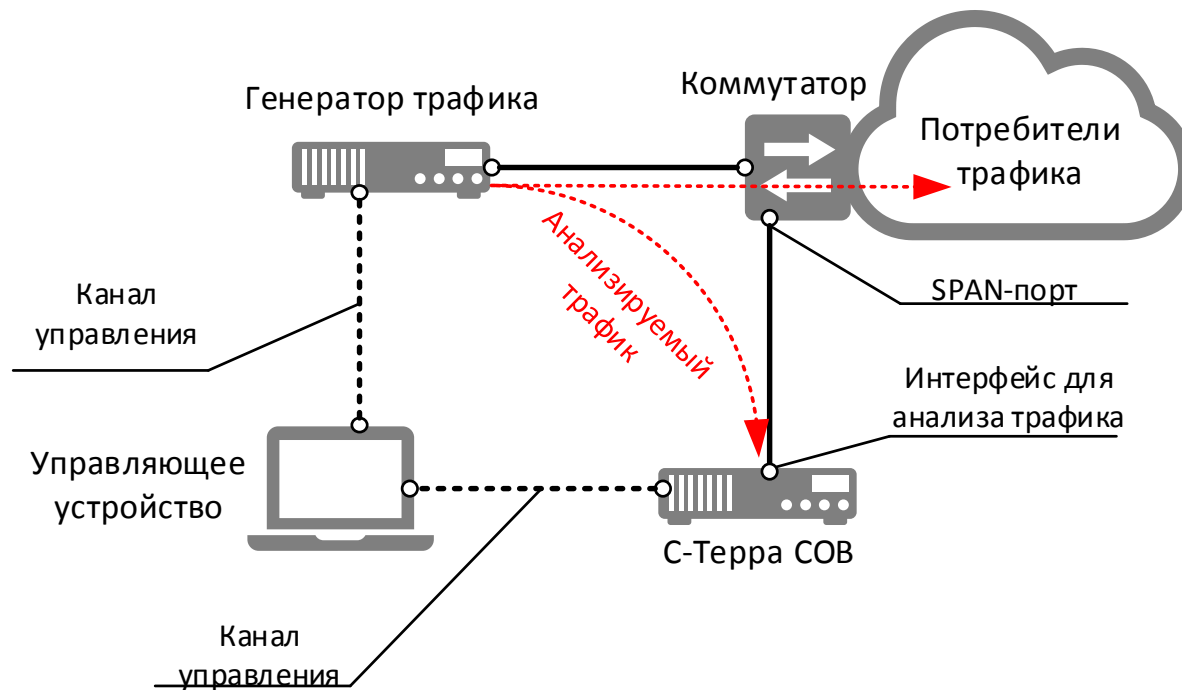 Генератор трафика
Коммутатор
Потребители
трафика
Анализируемый
трафик
Канал
управления
SPAN-порт
Интерфейс для
анализа трафика
Управляющее
устройство
С-Терра СОВ
Канал
управления